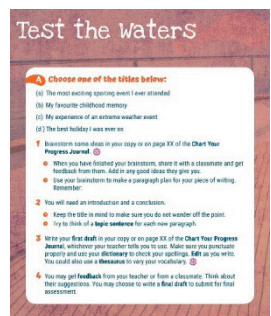 Test the waters
A Choose one of the titles below:
(a) The most exciting sporting event I ever attended
(b) My favourite childhood memory
(c) My experience of an extreme weather event
(d) The best holiday I was ever on
1 Brainstorm some ideas in your copy or on page XX of the Chart Your
Progress Journal.
When you have finished your brainstorm, share it with a classmate and get
feedback from them. Add in any good ideas they give you.
Use your brainstorm to make a paragraph plan for your piece of writing.
Remember:
2 You will need an introduction and a conclusion.
Keep the title in mind to make sure you do not wander off the point.
Try to think of a topic sentence for each new paragraph.
3 Write your first draft in your copy or on page XX of the Chart Your Progress
Journal, whichever your teacher tells you to use. Make sure you punctuate
properly and use your dictionary to check your spellings. Edit as you write.
You could also use a thesaurus to vary your vocabulary.
4 You may get feedback from your teacher or from a classmate. Think about
their suggestions. You may choose to write a final draft to submit for final
assessment.